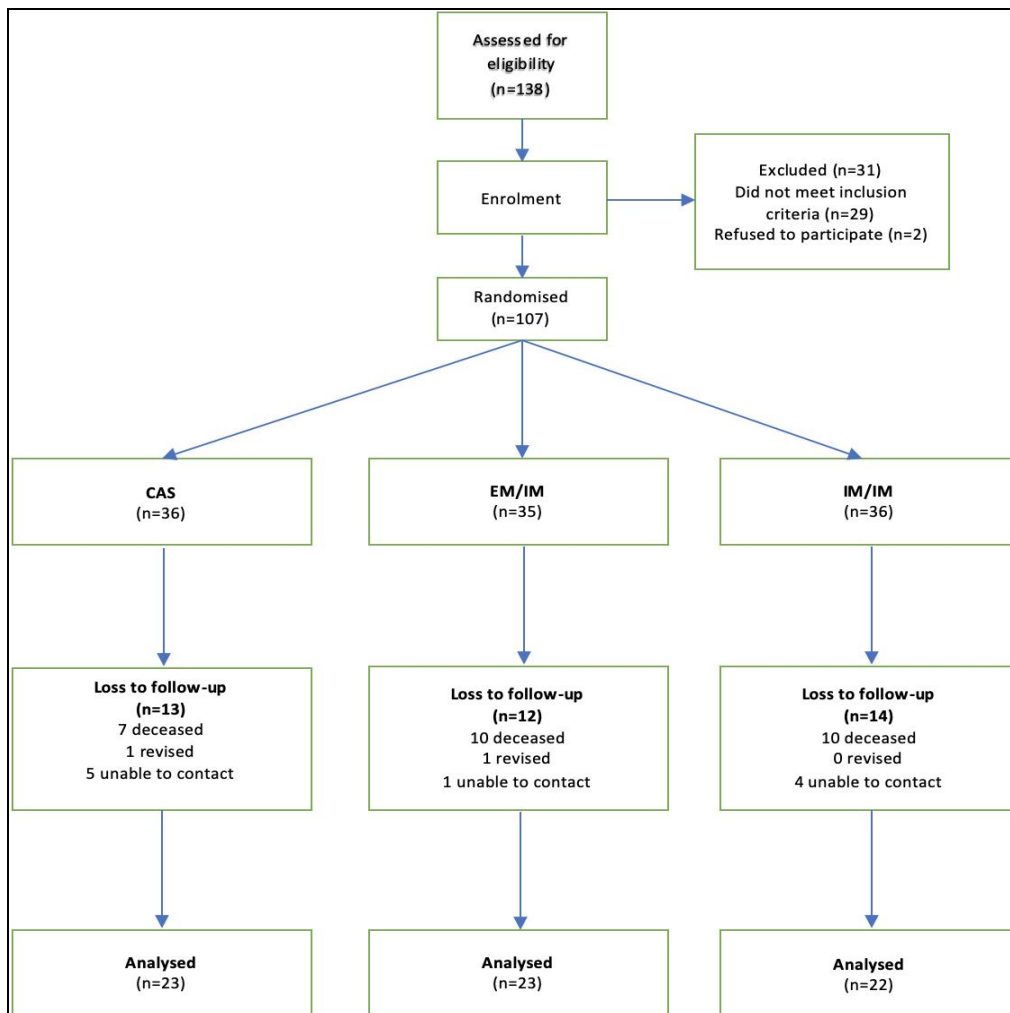 Assessed for
eligibility
(n=138)
Enrolment
Excluded (n=31)
Did not meet inclusion
criteria (n=29)
Refused to participate (n=2)
Randomised
(n=107)
CAS
(n=36)
EM/IM
(n=35)
IM/IM
(n=36)
Loss to follow-up
(n=13)
7 deceased
1 revised
5 unable to contact
Loss to follow-up
(n=12)
10 deceased
1 revised
1 unable to contact
Loss to follow-up
(n=14)
10 deceased
0 revised
4 unable to contact
Analysed
(n=23)
Analysed
(n=23)
Analysed
(n=22)